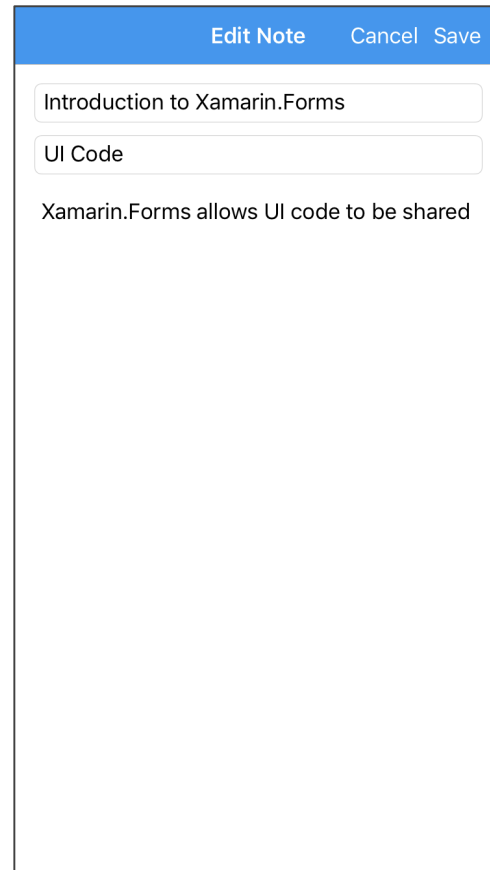 Edit Note Cancel Save
Introduction to Xamarin.Forms
UI Code
Xamarin.Forms allows UI code to be shared